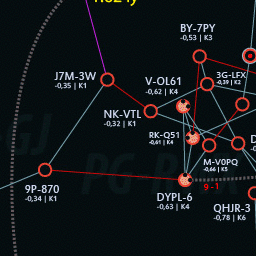 BY-7PY
-0,53 | K3
J7M-3W
-0,35 | K1
V-OL61
-0,62 | K4
3G-LFX
-0,39 | K2
NK-VTL
-0,32 | K1
RK-Q51
-0,61 | K4
M-V0PQ
-0,66 | K5
9P-870
-0,34 | K1
DYPL-6
-0,63 | K4
9-1
QHJR-3
-0,78 | K6
PG